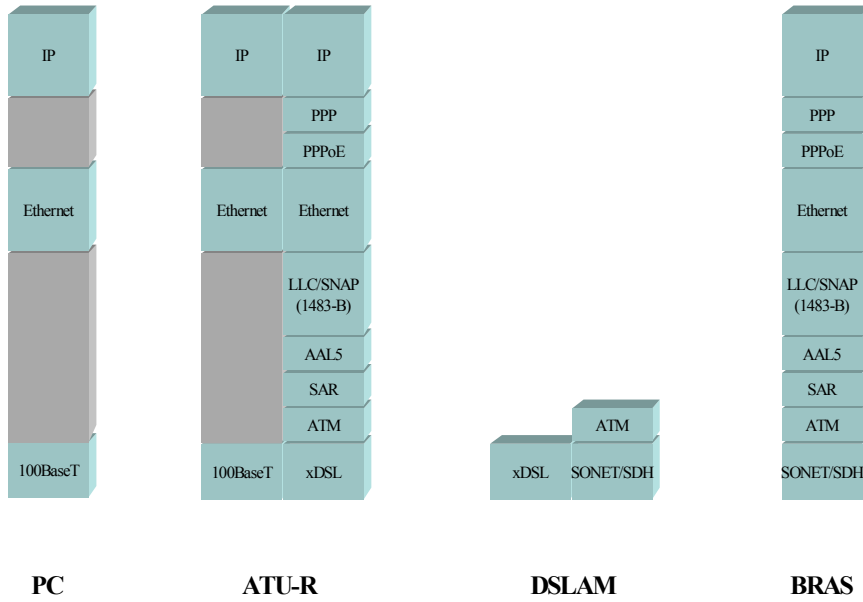 IP
Ethernet
100BaseT
PC
IP
Ethernet
100BaseT
IP
PPP
PPPoE
Ethernet
LLC/SNAP
(1483-B)
AAL5
SAR
ATM
xDSL
ATU-R
xDSL
ATM
SONET/SDH
DSLAM
IP
PPP
PPPoE
Ethernet
LLC/SNAP
(1483-B)
AAL5
SAR
ATM
SONET/SDH
BRAS